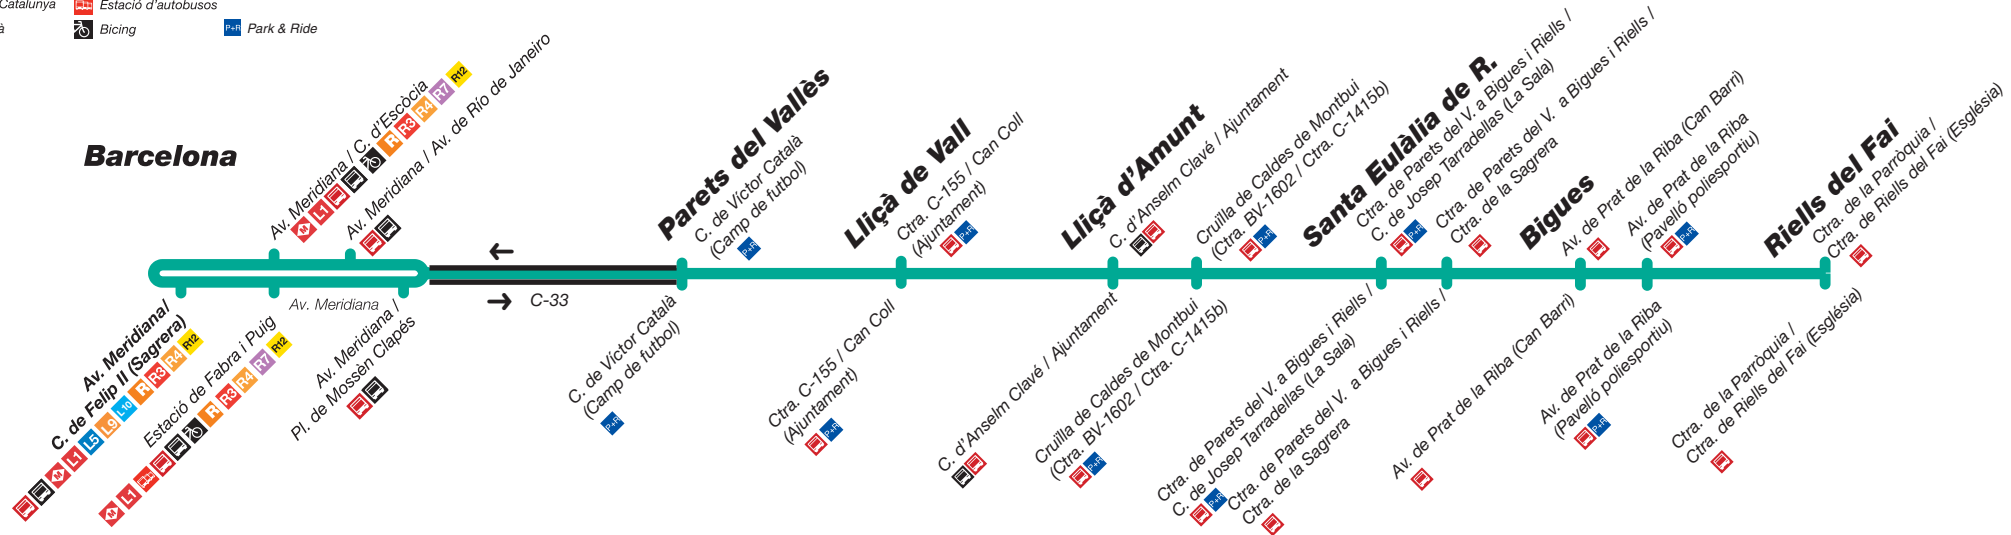 Catalunya
Estació d'autobusos
à
Bicing
P+R Park & Ride
Barcelona
Av. Meridiana / C. d'Escòcia
M L1 R R3 R4 R7 R12
Av. Meridiana / Av. de Río de Janeiro
Parets del Vallès
C. de Víctor Català
(Camp de futbol)
P+R
Lliçà de Vall
Ctra. C-155 / Can Coll
(Ajuntament)
P+R
Lliçà d'Amunt
C. d'Anselm Clavé / Ajuntament
Cruïlla de Caldes de Montbui
(Ctra. BV-1602 / Ctra. C-1415b)
P+R
Santa Eulàlia de R.
Ctra. de Parets del V. a Bigues i Riells /
C. de Josep Tarradellas (La Sala)
P+R
Ctra. de Parets del V. a Bigues i Riells /
Ctra. de la Sagrera
Bigues
Av. de Prat de la Riba (Can Barri)
Av. de Prat de la Riba
(Pavelló poliesportiu)
P+R
Riells del Fai
Ctra. de la Parròquia /
Ctra. de Riells del Fai (Església)
Av. Meridiana
C-33
Av. Meridiana/
C. de Felip II (Sagrera)
M L1 L5 L9 L10 R R3 R4 R12
Estació de Fabra i Puig
M L1 R R3 R4 R7 R12
Av. Meridiana /
Pl. de Mossèn Clapés
C. de Víctor Català
(Camp de futbol)
P+R
Ctra. C-155 / Can Coll
(Ajuntament)
P+R
C. d'Anselm Clavé / Ajuntament
Cruïlla de Caldes de Montbui
(Ctra. BV-1602 / Ctra. C-1415b)
P+R
Ctra. de Parets del V. a Bigues i Riells /
C. de Josep Tarradellas (La Sala)
P+R
Ctra. de Parets del V. a Bigues i Riells /
Ctra. de la Sagrera
Av. de Prat de la Riba (Can Barri)
Av. de Prat de la Riba
(Pavelló poliesportiu)
P+R
Ctra. de la Parròquia /
Ctra. de Riells del Fai (Església)